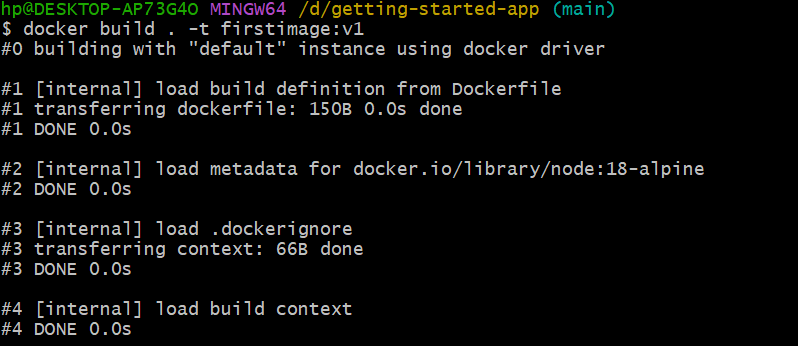 hp@DESKTOP-AP73G4O MINGW64 /d/getting-started-app (main)
$ docker build . -t firstimage:v1
#0 building with "default" instance using docker driver
#1 [internal] load build definition from Dockerfile
#1 transferring dockerfile: 150B 0.0s done
#1 DONE 0.0s
#2 [internal] load metadata for docker.io/library/node:18-alpine
#2 DONE 0.0s
#3 [internal] load .dockerignore
#3 transferring context: 66B done
#3 DONE 0.0s
#4 [internal] load build context
#4 DONE 0.0s